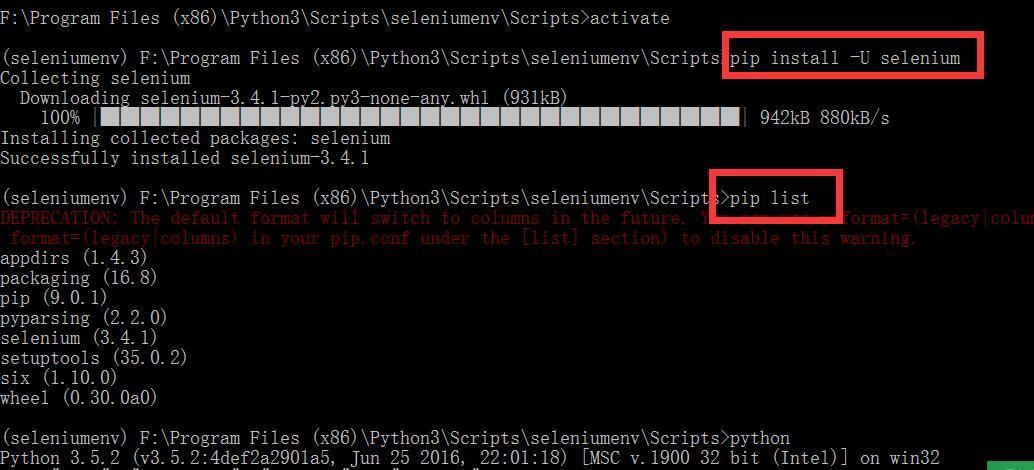 F:\Program Files (x86)\Python3\Scripts\seleniumenv\Scripts>activate
(seleniumenv) F:\Program Files (x86)\Python3\Scripts\seleniumenv\Scripts>pip install -U selenium
Collecting selenium
Downloading selenium-3.4.1-py2.py3-none-any.whl (931kB)
100% |████████████████████████████████| 942kB 880kB/s
Installing collected packages: selenium
Successfully installed selenium-3.4.1
(seleniumenv) F:\Program Files (x86)\Python3\Scripts\seleniumenv\Scripts>pip list
DEPRECATION: The default format will switch to columns in the future. You can use format=(legacy|colu
format=(legacy|columns) in your pip.conf under the [list] section) to disable this warning.
appdirs (1.4.3)
packaging (16.8)
pip (9.0.1)
pyparsing (2.2.0)
selenium (3.4.1)
setuptools (35.0.2)
six (1.10.0)
wheel (0.30.0a0)
(seleniumenv) F:\Program Files (x86)\Python3\Scripts\seleniumenv\Scripts>python
Python 3.5.2 (v3.5.2:4def2a2901a5, Jun 25 2016, 22:01:18) [MSC v.1900 32 bit (Intel)] on win32